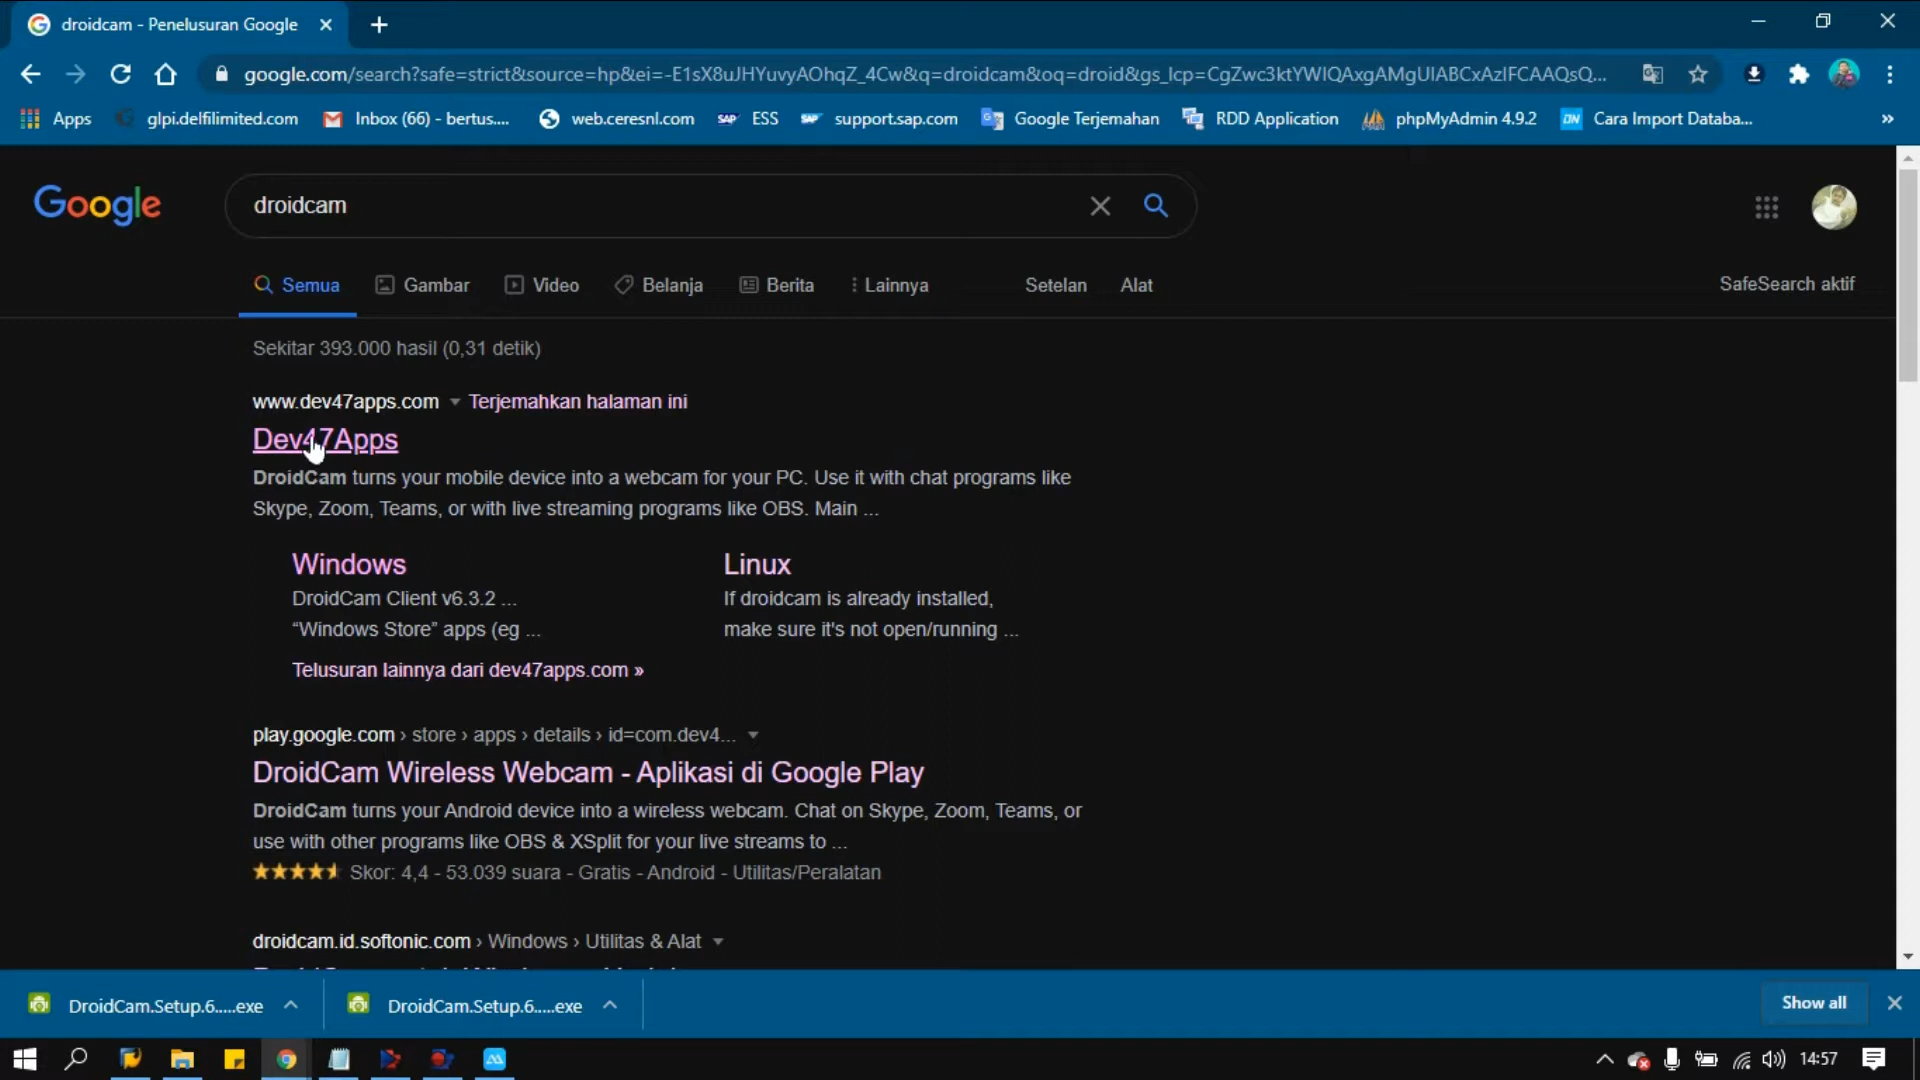 droidcam - Penelusuran Google
google.com/search?safe=strict&source=hp&ei=-E1sX8uJHYuvyAOhqZ_4Cw&q=droidcam&oq=droid&gs_lcp=CgZwc3ktYWIQAxgAMgUIABCxAzIFCAAQsQ...
Apps glpi.delfilimited.com Inbox (66) - bertus.... web.ceresnl.com SAP ESS SAP support.sap.com Google Terjemahan RDD Application phpMyAdmin 4.9.2 DN Cara Import Databa... »
Google droidcam
Semua Gambar Video Belanja Berita Lainnya Setelan Alat SafeSearch aktif
Sekitar 393.000 hasil (0,31 detik)
www.dev47apps.com Terjemahkan halaman ini
Dev47Apps
DroidCam turns your mobile device into a webcam for your PC. Use it with chat programs like
Skype, Zoom, Teams, or with live streaming programs like OBS. Main ...
Windows Linux
DroidCam Client v6.3.2 ... If droidcam is already installed,
“Windows Store” apps (eg ... make sure it's not open/running ...
Telusuran lainnya dari dev47apps.com »
play.google.com › store › apps › details › id=com.dev4...
DroidCam Wireless Webcam - Aplikasi di Google Play
DroidCam turns your Android device into a wireless webcam. Chat on Skype, Zoom, Teams, or
use with other programs like OBS & XSplit for your live streams to ...
Skor: 4,4 - 53.039 suara - Gratis - Android - Utilitas/Peralatan
droidcam.id.softonic.com › Windows › Utilitas & Alat
DroidCam.Setup.6.....exe DroidCam.Setup.6.....exe Show all
14:57